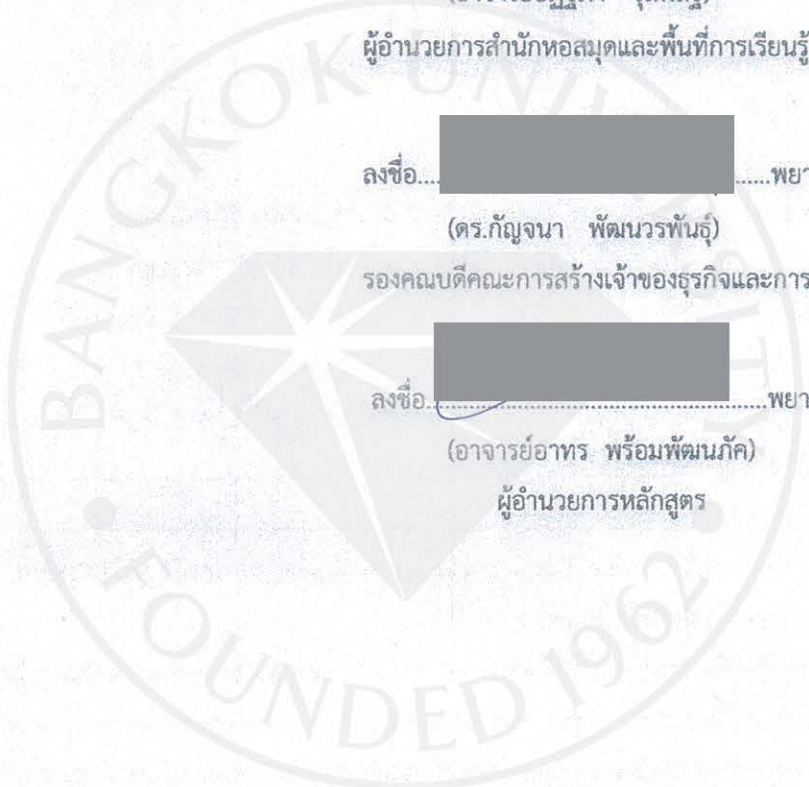 ผู้อำนวยการสำนักหอสมุดและพื้นที่การเรียนรู้
ลงชื่อ.... .....พยา
(ดร.กัญจนา พัฒนวรพันธุ์)
รองคณบดีคณะการสร้างเจ้าของธุรกิจและการ
ลงชื่อ..................................................พยา
(อาจารย์อาทร พร้อมพัฒนภัค)
ผู้อำนวยการหลักสูตร
BANGKOK UNIVERSITY
FOUNDED 1962